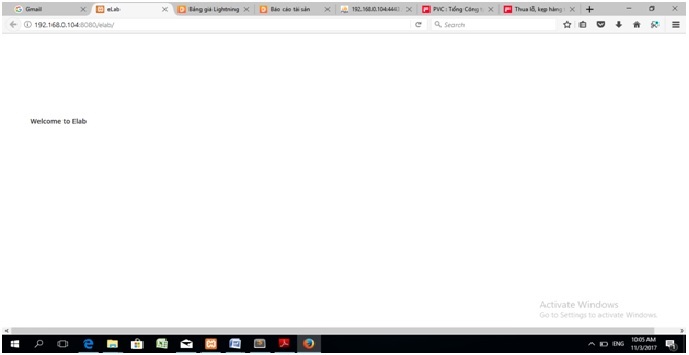 Gmail eLab Bảng giá Lightning Báo cáo tài sản 192.168.0.104:444 PVC : Tổng Công t Thua lỗ, kẹp hàng
192.168.0.104:8080/elab/ Search
Welcome to Elab
Activate Windows
Go to Settings to activate Windows.
ENG 10:05 AM
11/3/2017